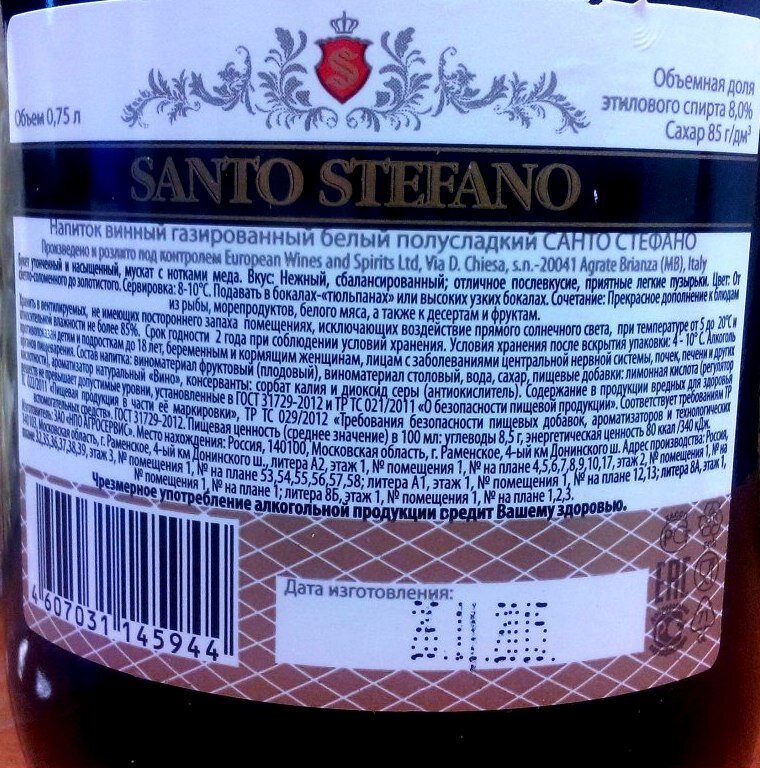 S
Объем 0,75 л
Объемная доля
этилового спирта 8,0%
Сахар 85 г/дм³
SANTO STEFANO
Напиток винный газированный белый полусладкий САНТО СТЕФАНО
Произведено и розлито под контролем European Wines and Spirits Ltd, Via D. Chiesa, s.n.-20041 Agrate Brianza (MB), Italy
Букет утонченный и насыщенный, мускат с нотками меда. Вкус: Нежный, сбалансированный; отличное послевкусие, приятные легкие пузырьки. Цвет: От
светло-соломенного до золотистого. Сервировка: 8-10°С. Подавать в бокалах-«тюльпанах» или высоких узких бокалах. Сочетание: Прекрасное дополнение к блюдам
из рыбы, морепродуктов, белого мяса, а также к десертам и фруктам.
Хранить в вентилируемых, не имеющих постороннего запаха помещениях, исключающих воздействие прямого солнечного света, при температуре от 5 до 20°С и
относительной влажности не более 85%. Срок годности 2 года при соблюдении условий хранения. Условия хранения после вскрытия упаковки: 4 - 10° С. Алкоголь
противопоказан детям и подросткам до 18 лет, беременным и кормящим женщинам, лицам с заболеваниями центральной нервной системы, почек, печени и других
органов пищеварения. Состав напитка: виноматериал фруктовый (плодовый), виноматериал столовый, вода, сахар, пищевые добавки: лимонная кислота (регулятор
кислотности), ароматизатор натуральный «Вино», консерванты: сорбат калия и диоксид серы (антиокислитель). Содержание в продукции вредных для здоровья
веществ не превышает допустимые уровни, установленные в ГОСТ 31729-2012 и ТР ТС 021/2011 «О безопасности пищевой продукции». Соответствует требованиям ТР
ТС 022/2011 «Пищевая продукция в части её маркировки», ТР ТС 029/2012 «Требования безопасности пищевых добавок, ароматизаторов и технологических
вспомогательных средств». ГОСТ 31729-2012. Пищевая ценность (среднее значение) в 100 мл: углеводы 8,5 г, энергетическая ценность 80 ккал /340 кДж.
Изготовитель: ЗАО «НПО АГРОСЕРВИС». Место нахождения: Россия, 140100, Московская область, г. Раменское, 4-ый км Донинского ш. Адрес производства: Россия,
140103, Московская область, г. Раменское, 4-ый км Донинского ш., литера А2, этаж 1, № помещения 1, № на плане 4,5,6,7,8,9,10,17, этаж 2, № помещения 1, № на
плане 32,35,36,37,38,39, этаж 3, № помещения 1, № на плане 53,54,55,56,57,58; литера А1, этаж 1, № помещения 1, № на плане 12,13; литера 8А, этаж 1,
№ помещения 1, № на плане 1; литера 8Б, этаж 1, № помещения 1, № на плане 1,2,3.
Чрезмерное употребление алкогольной продукции вредит Вашему здоровью.
4 607031 145944
Дата изготовления:
EAC